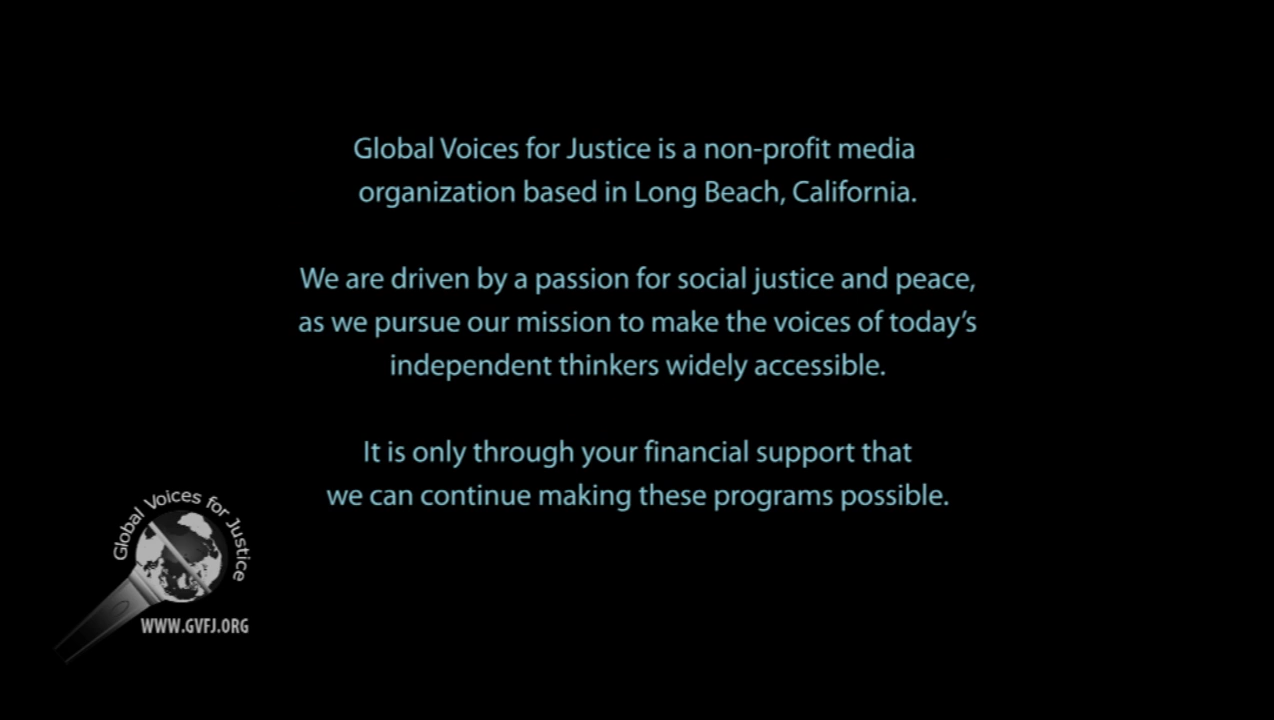 Global Voices for Justice is a non-profit media
organization based in Long Beach, California.
We are driven by a passion for social justice and peace,
as we pursue our mission to make the voices of today's
independent thinkers widely accessible.
It is only through your financial support that
we can continue making these programs possible.
Global Voices for Justice
WWW.GVFJ.ORG